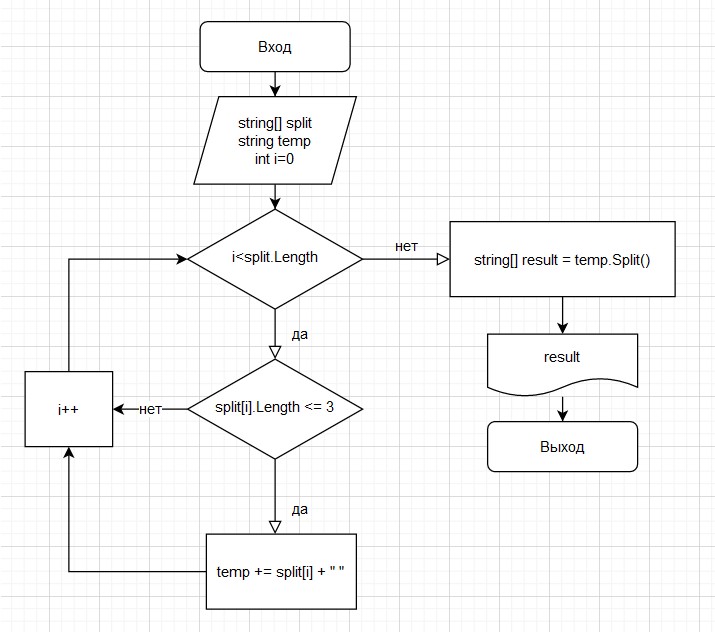 Вход
string[] split
string temp
int i=0
i<split.Length
нет
string[] result = temp.Split()
да
result
split[i].Length <= 3
нет
i++
Выход
да
temp += split[i] + " "